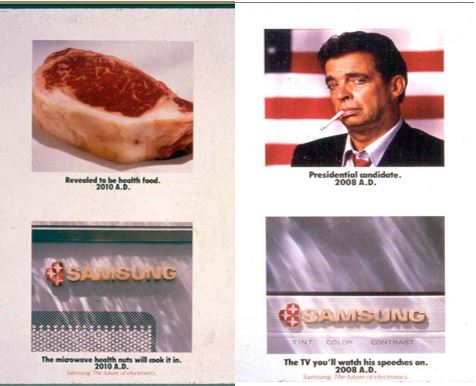 Revealed to be health food.
2010 A.D.
SAMSUNG
The microwave health nuts will cook it in.
2010 A.D.
Samsung. The future of electronics.
Presidential candidate.
2008 A.D.
SAMSUNG
TINT COLOR CONTRAST
The TV you'll watch his speeches on.
2008 A.D.
Samsung. The future of electronics.